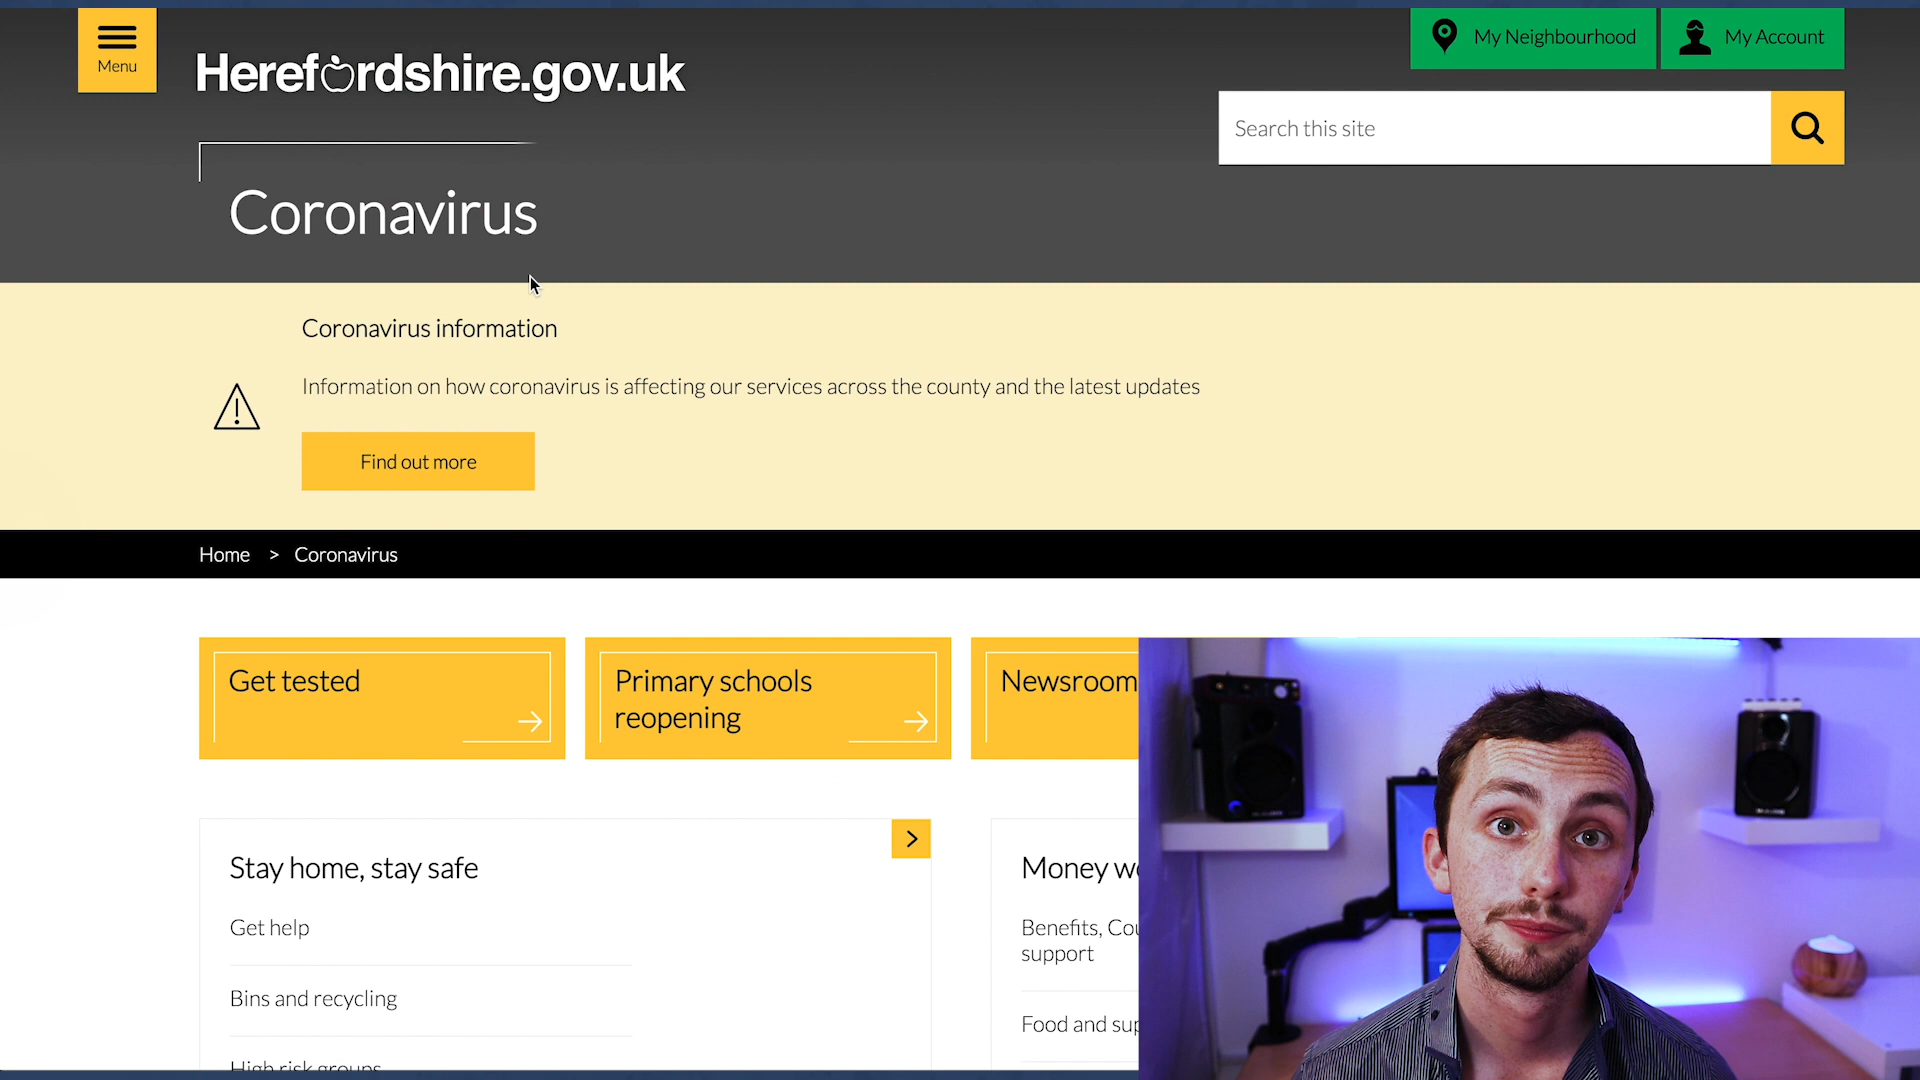 Menu
Herefordshire.gov.uk
My Neighbourhood
My Account
Search this site
Coronavirus
Coronavirus information
Information on how coronavirus is affecting our services across the county and the latest updates
Find out more
Home > Coronavirus
Get tested
Primary schools
reopening
Newsroom
Stay home, stay safe
Get help
Bins and recycling
High risk groups
Money
Benefits,
support
Food and